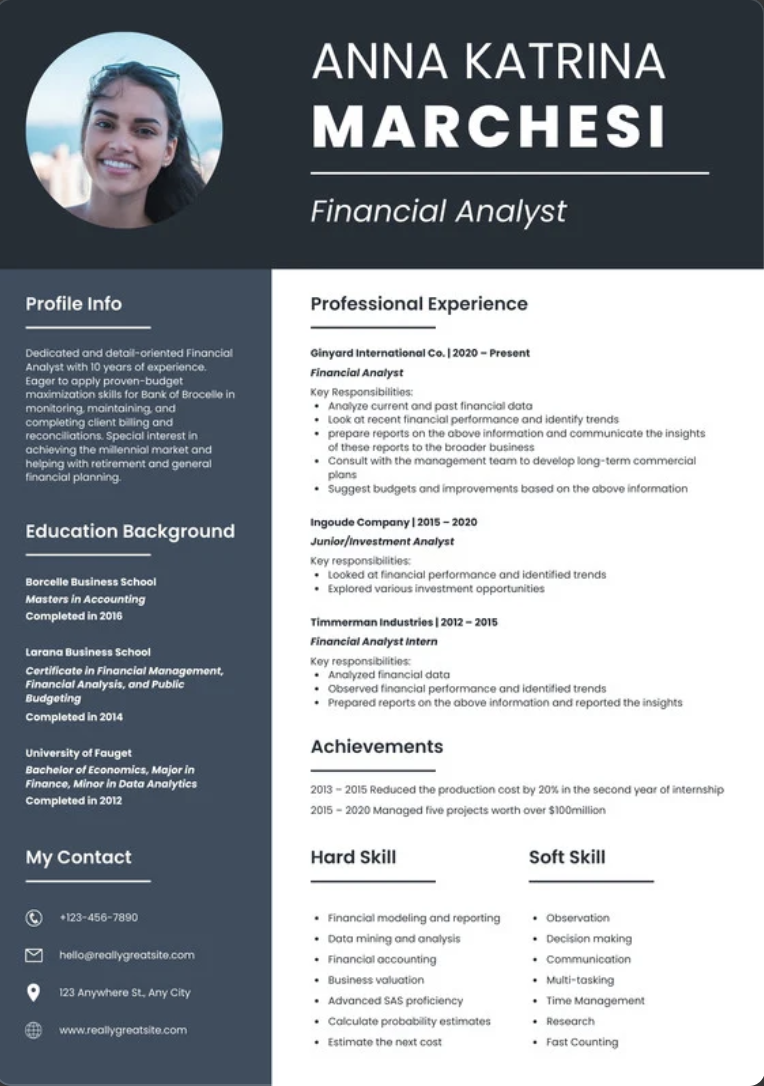 ANNA KATRINA
MARCHESI
Financial Analyst
Profile Info
Dedicated and detail-oriented Financial
Analyst with 10 years of experience.
Eager to apply proven-budget
maximization skills for Bank of Brocelle in
monitoring, maintaining, and
completing client billing and
reconciliations. Special interest in
achieving the millennial market and
helping with retirement and general
financial planning.
Education Background
Borcelle Business School
Masters in Accounting
Completed in 2016
Larana Business School
Certificate in Financial Management,
Financial Analysis, and Public
Budgeting
Completed in 2014
University of Fauget
Bachelor of Economics, Major in
Finance, Minor in Data Analytics
Completed in 2012
My Contact
+123-456-7890
hello@reallygreatsite.com
123 Anywhere St., Any City
www.reallygreatsite.com
Professional Experience
Ginyard International Co. | 2020 – Present
Financial Analyst
Key Responsibilities:
• Analyze current and past financial data
• Look at recent financial performance and identify trends
• prepare reports on the above information and communicate the insights
of these reports to the broader business
• Consult with the management team to develop long-term commercial
plans
• Suggest budgets and improvements based on the above information
Ingoude Company | 2015 – 2020
Junior/Investment Analyst
Key responsibilities:
• Looked at financial performance and identified trends
• Explored various investment opportunities
Timmerman Industries | 2012 – 2015
Financial Analyst Intern
Key responsibilities:
• Analyzed financial data
• Observed financial performance and identified trends
• Prepared reports on the above information and reported the insights
Achievements
2013 – 2015 Reduced the production cost by 20% in the second year of internship
2015 – 2020 Managed five projects worth over $100million
Hard Skill
• Financial modeling and reporting
• Data mining and analysis
• Financial accounting
• Business valuation
• Advanced SAS proficiency
• Calculate probability estimates
• Estimate the next cost
Soft Skill
• Observation
• Decision making
• Communication
• Multi-tasking
• Time Management
• Research
• Fast Counting